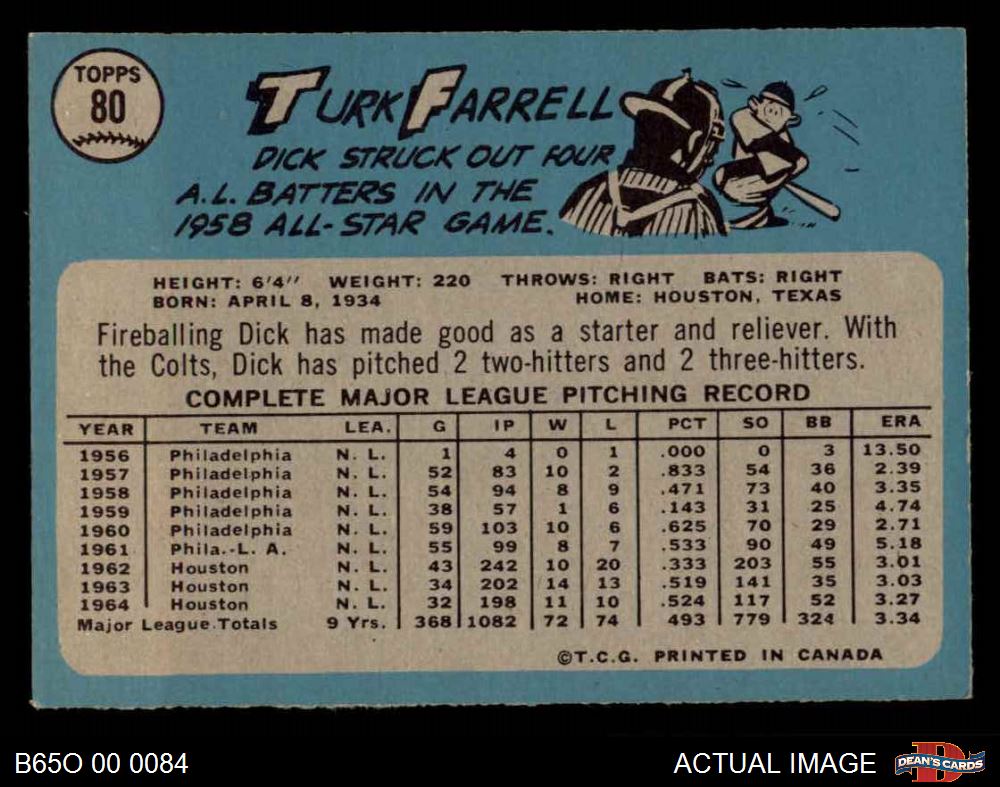 TOPPS
80
TURK FARRELL
DICK STRUCK OUT FOUR
A.L. BATTERS IN THE
1958 ALL-STAR GAME.
HEIGHT: 6'4" WEIGHT: 220 THROWS: RIGHT BATS: RIGHT
BORN: APRIL 8, 1934 HOME: HOUSTON, TEXAS
Fireballing Dick has made good as a starter and reliever. With
the Colts, Dick has pitched 2 two-hitters and 2 three-hitters.
COMPLETE MAJOR LEAGUE PITCHING RECORD
YEAR TEAM LEA. G IP W L PCT SO BB ERA
1956 Philadelphia N. L. 1 4 0 1 .000 0 3 13.50
1957 Philadelphia N. L. 52 83 10 2 .833 54 36 2.39
1958 Philadelphia N. L. 54 94 8 9 .471 73 40 3.35
1959 Philadelphia N. L. 38 57 1 6 .143 31 25 4.74
1960 Philadelphia N. L. 59 103 10 6 .625 70 29 2.71
1961 Phila.-L. A. N. L. 55 99 8 7 .533 90 49 5.18
1962 Houston N. L. 43 242 10 20 .333 203 55 3.01
1963 Houston N. L. 34 202 14 13 .519 141 35 3.03
1964 Houston N. L. 32 198 11 10 .524 117 52 3.27
Major League Totals 9 Yrs. 368 1082 72 74 493 779 324 3.34
©T.C.G. PRINTED IN CANADA
B65O 00 0084 ACTUAL IMAGE D DEAN'S CARDS